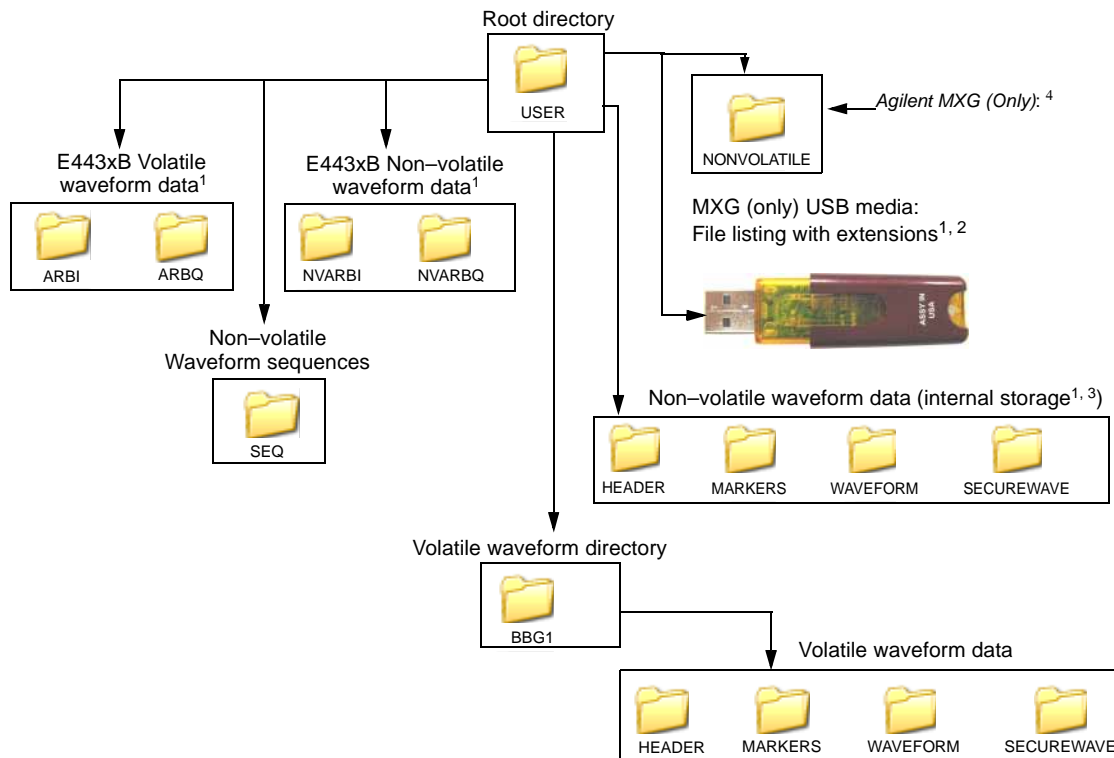 Root directory
USER
Agilent MXG (Only): 4
NONVOLATILE
E443xB Volatile
waveform data1
ARBI ARBQ
E443xB Non–volatile
waveform data1
NVARBI NVARBQ
MXG (only) USB media:
File listing with extensions1, 2
ASSY IN
USA
Non–volatile
Waveform sequences
SEQ
Non–volatile waveform data (internal storage1, 3)
HEADER MARKERS WAVEFORM SECUREWAVE
Volatile waveform directory
BBG1
Volatile waveform data
HEADER MARKERS WAVEFORM SECUREWAVE